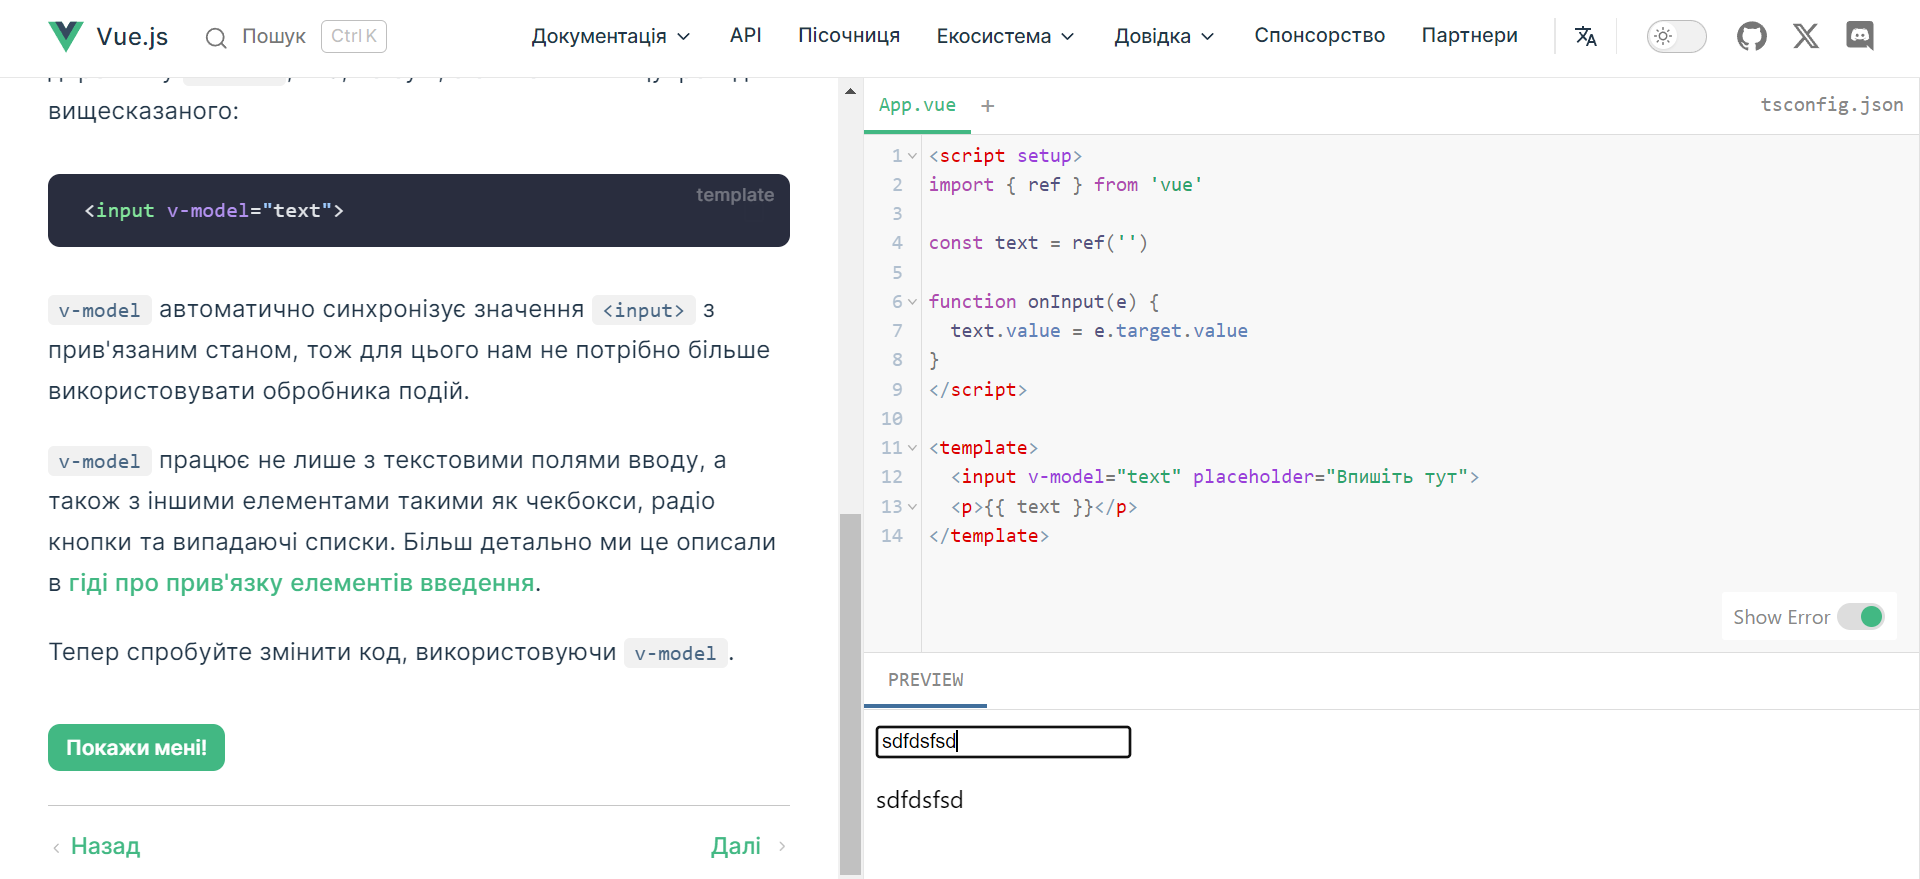 Vue.js
Пошук
Ctrl K
Документація
API
Пісочниця
Екосистема
Довідка
Спонсорство
Партнери
вищесказаного:
template
<input v-model="text">
v-model автоматично синхронізує значення <input> з
прив'язаним станом, тож для цього нам не потрібно більше
використовувати обробника подій.
v-model працює не лише з текстовими полями вводу, а
також з іншими елементами такими як чекбокси, радіо
кнопки та випадаючі списки. Більш детально ми це описали
в гіді про прив'язку елементів введення.
Тепер спробуйте змінити код, використовуючи v-model.
Покажи мені!
Назад
Далі
App.vue
+
tsconfig.json
1 <script setup>
2 import { ref } from 'vue'
3
4 const text = ref('')
5
6 function onInput(e) {
7   text.value = e.target.value
8 }
9 </script>
10
11 <template>
12   <input v-model="text" placeholder="Впишіть тут">
13   <p>{{ text }}</p>
14 </template>
Show Error
PREVIEW
sdfdsfsd
sdfdsfsd